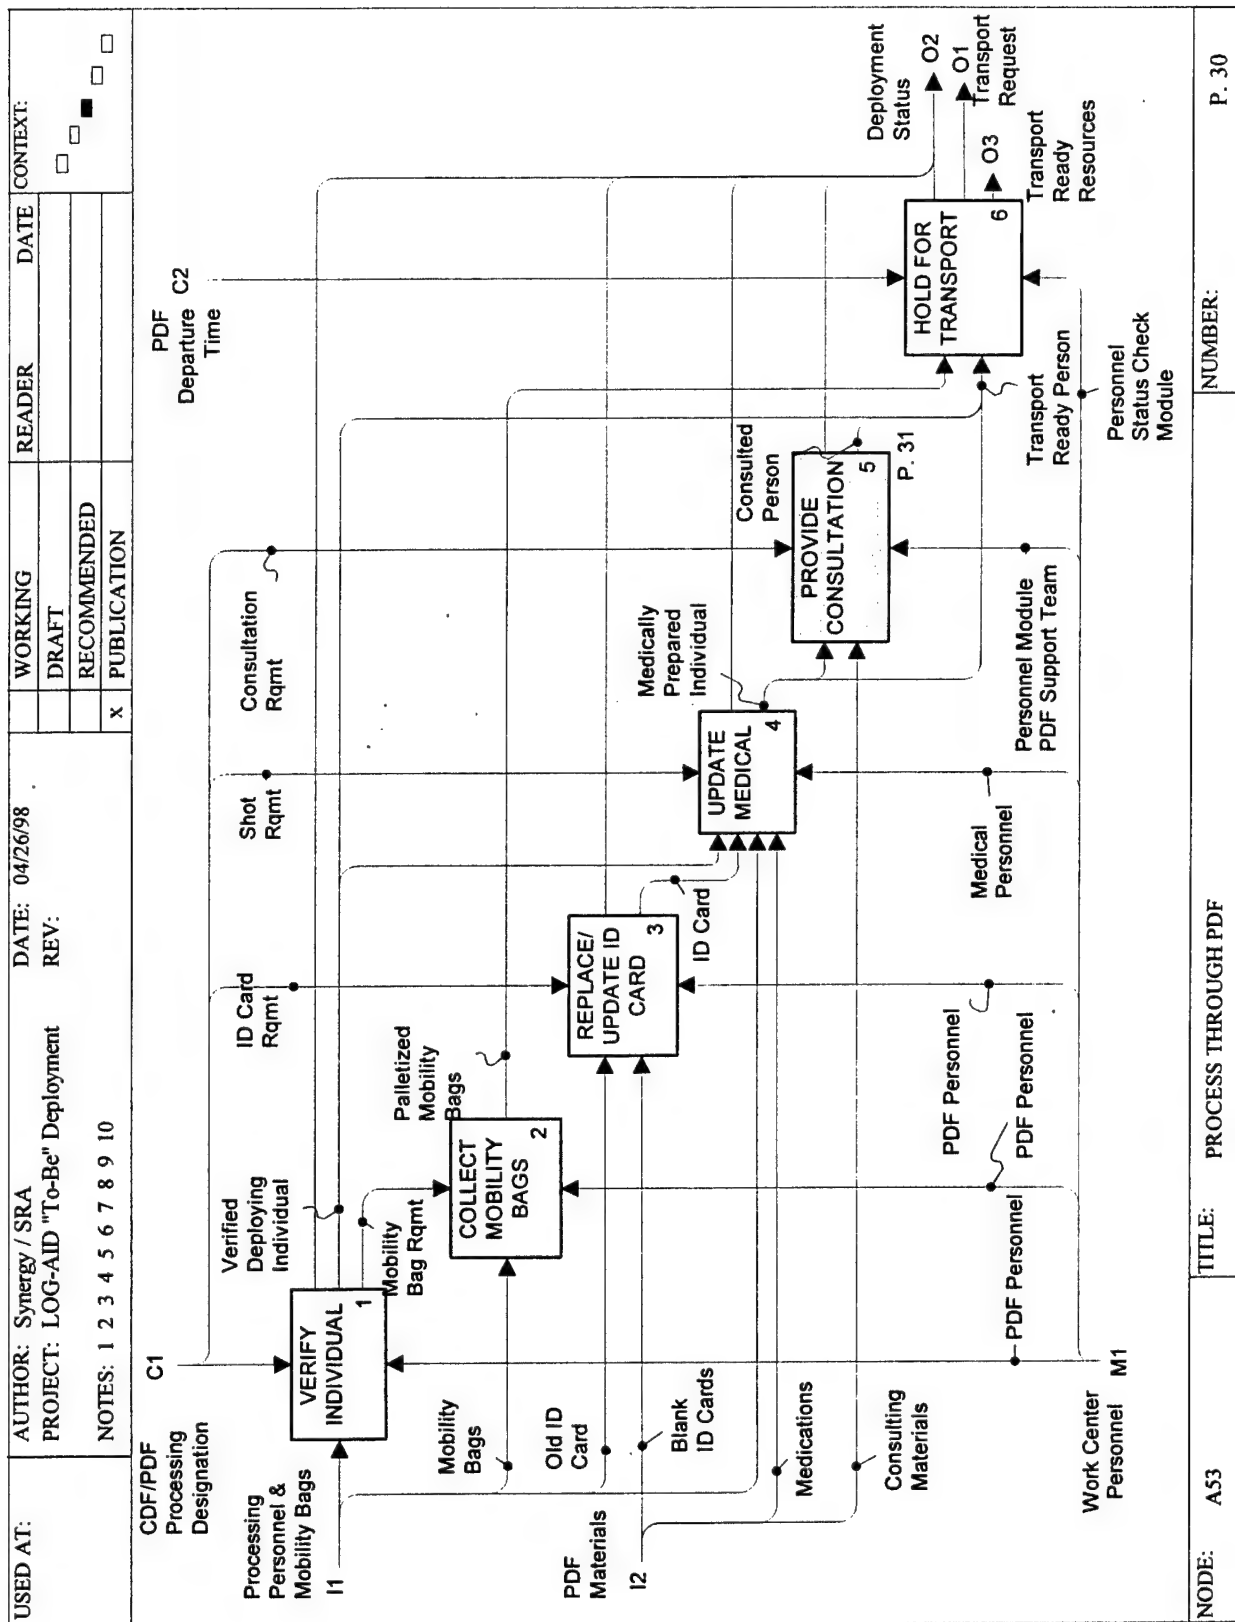 USED AT:
AUTHOR: Synergy / SRA
PROJECT: LOG-AID "To-Be" Deployment
NOTES: 1 2 3 4 5 6 7 8 9 10
DATE: 04/26/98
REV:
WORKING
DRAFT
RECOMMENDED
x PUBLICATION
READER
DATE
CONTEXT:
CDF/PDF
Processing
Designation
C1
PDF
Departure
Time
C2
Processing
Personnel &
Mobility Bags
I1
Verified
Deploying
Individual
ID Card
Rqmt
Shot
Rqmt
Consultation
Rqmt
VERIFY
INDIVIDUAL
1
Mobility
Bag Rqmt
Mobility
Bags
COLLECT
MOBILITY
BAGS
2
Palletized
Mobility
Bags
Old ID
Card
PDF
Materials
I2
Blank
ID Cards
REPLACE/
UPDATE ID
CARD
3
ID Card
Medications
Consulting
Materials
UPDATE
MEDICAL
4
Medically
Prepared
Individual
PROVIDE
CONSULTATION
5
P. 31
Consulted
Person
HOLD FOR
TRANSPORT
6
Deployment
Status
O2
O1
Transport
Request
O3
Transport
Ready
Resources
Transport
Ready Person
Personnel
Status Check
Module
Personnel Module
PDF Support Team
Medical
Personnel
PDF Personnel
PDF Personnel
PDF Personnel
Work Center
Personnel
M1
NODE:
A53
TITLE:
PROCESS THROUGH PDF
NUMBER:
P. 30